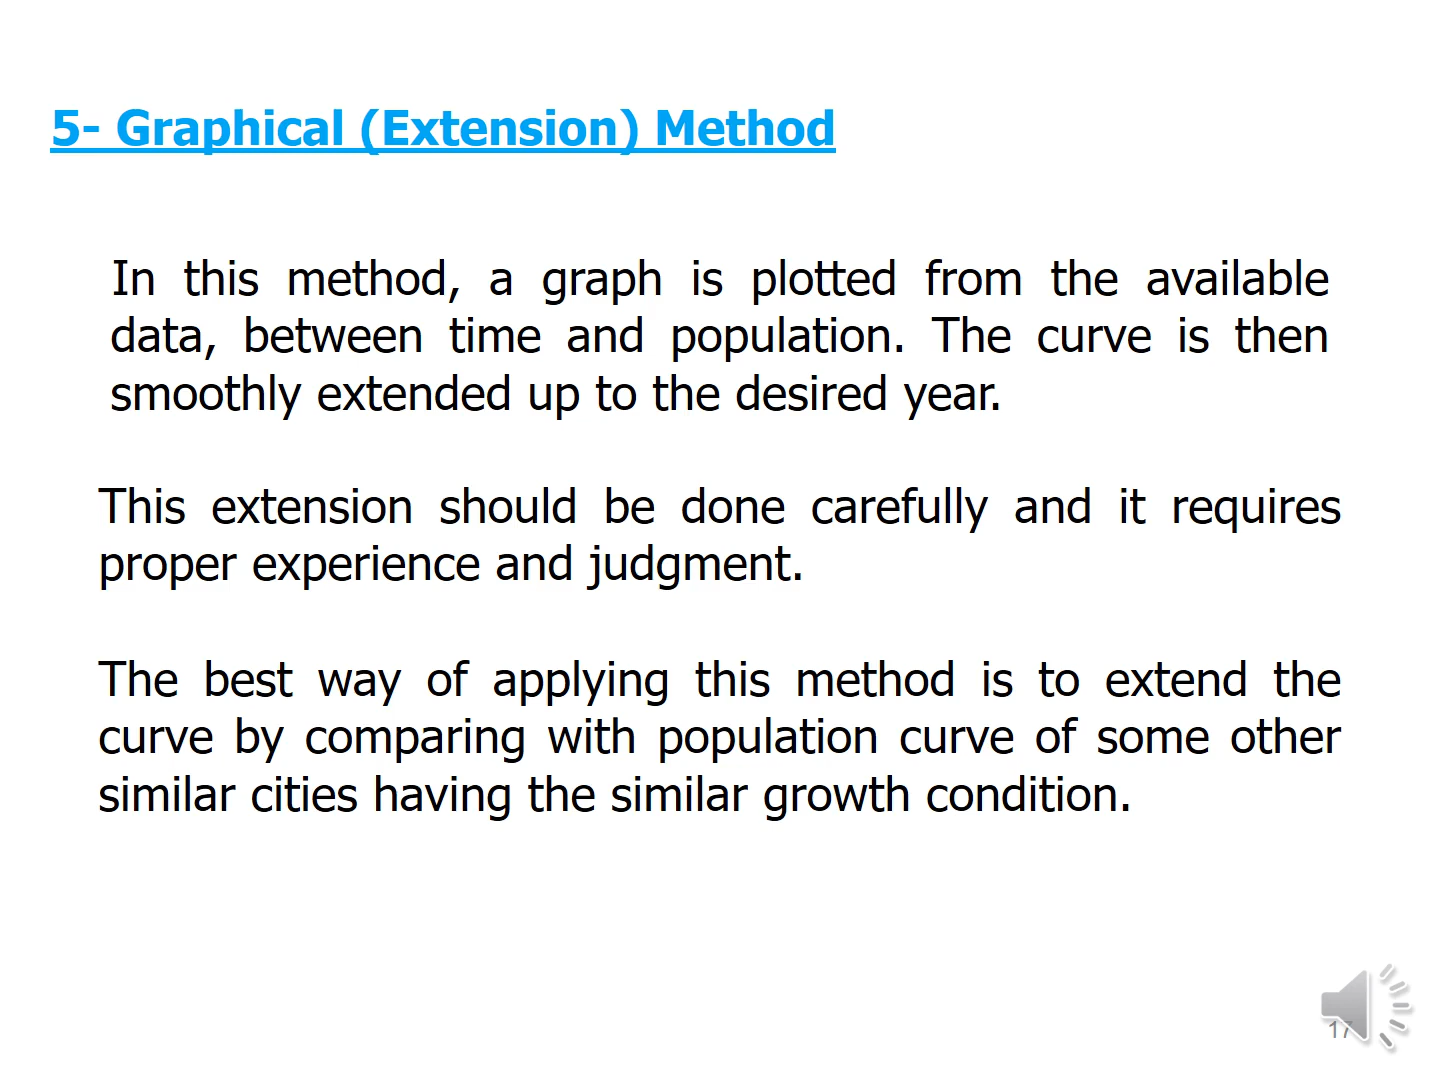 5- Graphical (Extension) Method
In this method, a graph is plotted from the available
data, between time and population. The curve is then
smoothly extended up to the desired year.
This extension should be done carefully and it requires
proper experience and judgment.
The best way of applying this method is to extend the
curve by comparing with population curve of some other
similar cities having the similar growth condition.
17